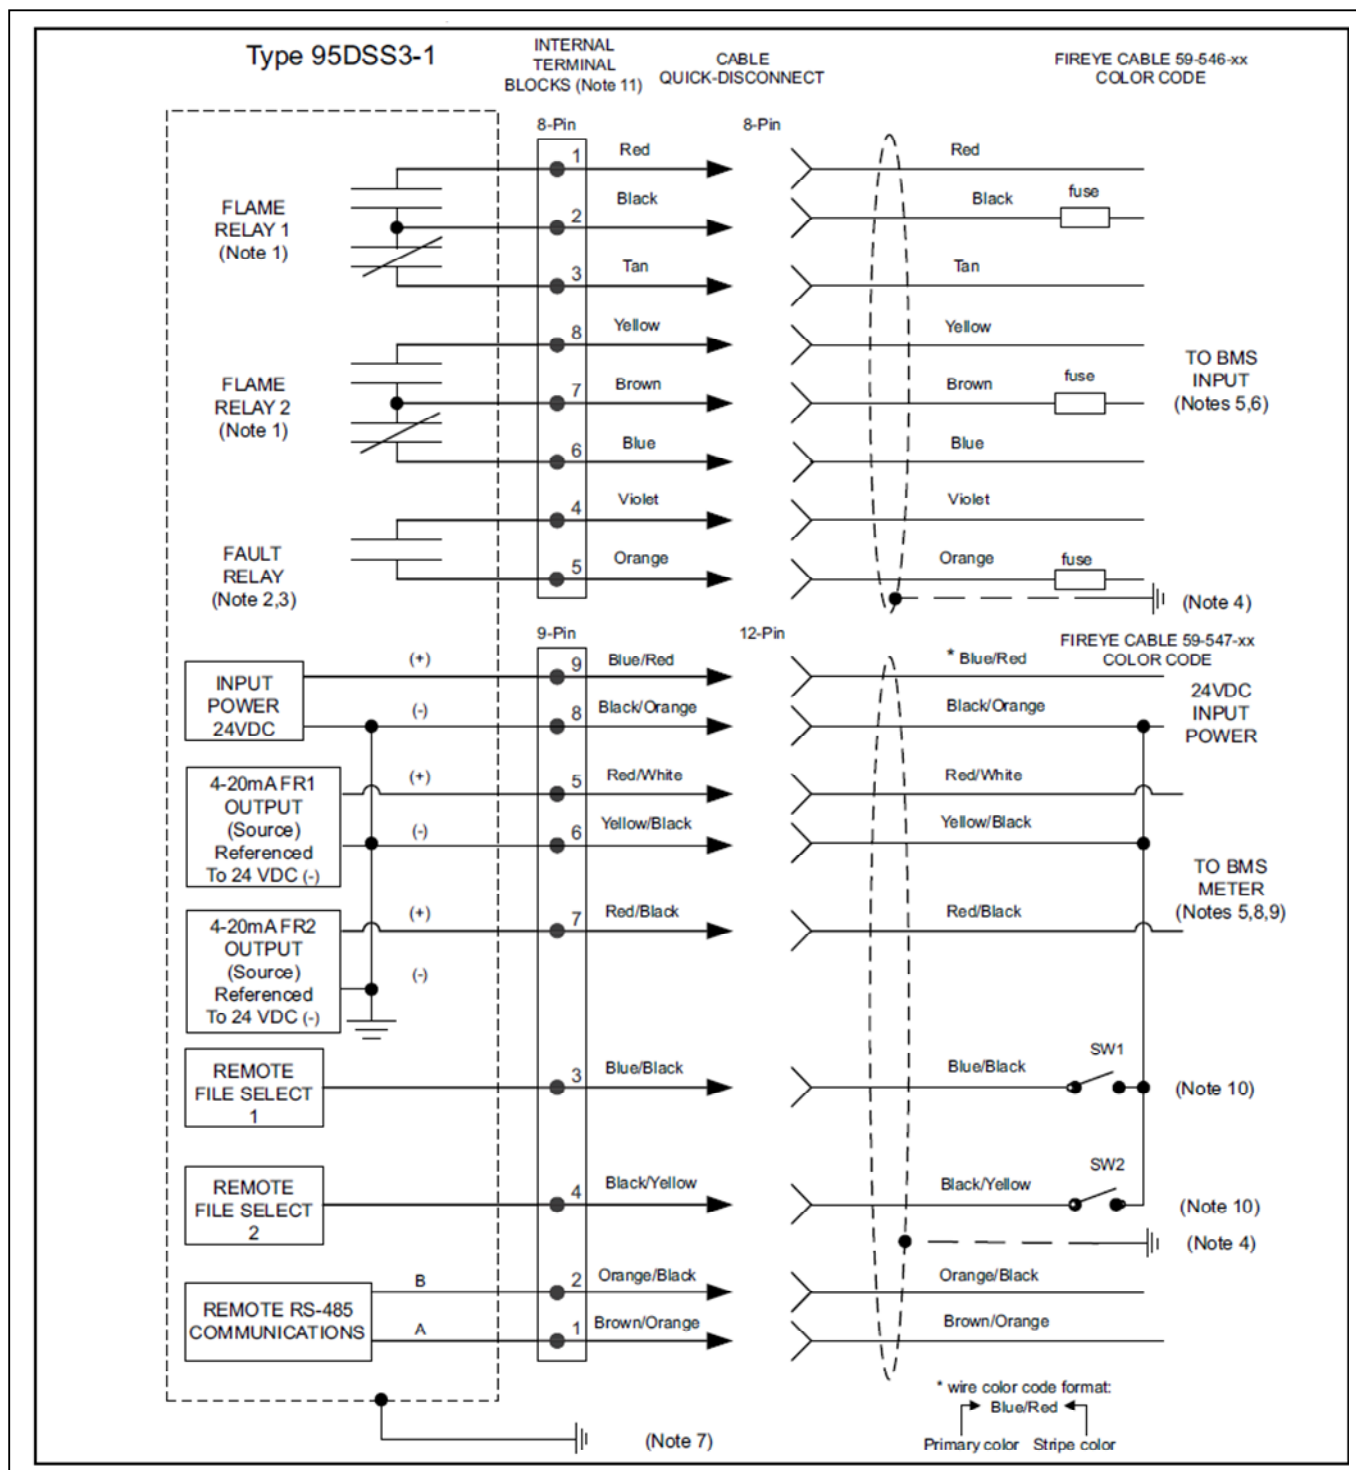 Type 95DSS3-1
INTERNAL
TERMINAL
BLOCKS (Note 11)
CABLE
QUICK-DISCONNECT
FIREYE CABLE 59-546-xx
COLOR CODE
8-Pin
8-Pin
FLAME
RELAY 1
(Note 1)
1
Red
Red
2
Black
Black
fuse
3
Tan
Tan
FLAME
RELAY 2
(Note 1)
8
Yellow
Yellow
7
Brown
Brown
fuse
6
Blue
Blue
TO BMS
INPUT
(Notes 5,6)
FAULT
RELAY
(Note 2,3)
4
Violet
Violet
5
Orange
Orange
fuse
(Note 4)
9-Pin
12-Pin
FIREYE CABLE 59-547-xx
COLOR CODE
INPUT
POWER
24VDC
(+)
9
Blue/Red
* Blue/Red
(-)
8
Black/Orange
Black/Orange
24VDC
INPUT
POWER
4-20mA FR1
OUTPUT
(Source)
Referenced
To 24 VDC (-)
(+)
5
Red/White
Red/White
(-)
6
Yellow/Black
Yellow/Black
4-20mA FR2
OUTPUT
(Source)
Referenced
To 24 VDC (-)
(+)
7
Red/Black
Red/Black
(-)
TO BMS
METER
(Notes 5,8,9)
REMOTE
FILE SELECT
1
3
Blue/Black
Blue/Black
SW1
(Note 10)
REMOTE
FILE SELECT
2
4
Black/Yellow
Black/Yellow
SW2
(Note 10)
(Note 4)
REMOTE RS-485
COMMUNICATIONS
B
2
Orange/Black
Orange/Black
A
1
Brown/Orange
Brown/Orange
(Note 7)
* wire color code format:
Blue/Red
Primary color Stripe color